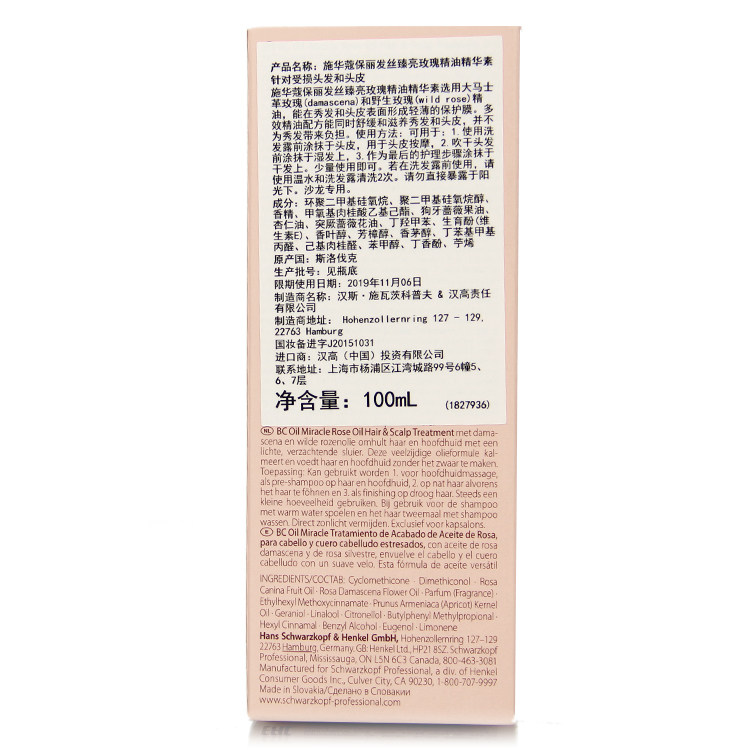 产品名称：施华蔻保丽发丝臻亮玫瑰精油精华素
针对受损头发和头皮
施华蔻保丽发丝臻亮玫瑰精油精华素选用大马士
革玫瑰(damascena)和野生玫瑰(wild rose)精
油，能在秀发和头皮表面形成轻薄的保护膜。多
效精油配方能同时舒缓和滋养秀发和头皮，并不
为秀发带来负担。使用方法：可用于：1.使用洗
发露前涂抹于头皮，用于头皮按摩，2.吹干头发
前涂抹于湿发上，3.作为最后的护理步骤涂抹于
干发上。少量使用即可。若在洗发露前使用，请
使用温水和洗发露清洗2次。请勿直接暴露于阳
光下。沙龙专用。
成分：环聚二甲基硅氧烷、聚二甲基硅氧烷醇、
香精、甲氧基肉桂酸乙基己酯、狗牙蔷薇果油、
杏仁油、突厥蔷薇花油、丁羟甲苯、生育酚(维
生素E)、香叶醇、芳樟醇、香茅醇、丁苯基甲基
丙醛、己基肉桂醛、苯甲醇、丁香酚、苧烯
原产国：斯洛伐克
生产批号：见瓶底
限期使用日期：2019年11月06日
制造商名称：汉斯·施瓦茨科普夫 & 汉高责任
有限公司
制造商地址： Hohenzollernring 127 - 129,
22763 Hamburg
国妆备进字J20151031
进口商：汉高（中国）投资有限公司
联系地址：上海市杨浦区江湾城路99号6幢5、
6、7层
净含量：100mL (1827936)
NL BC Oil Miracle Rose Oil Hair & Scalp Treatment met dama-
scena en wilde rozenolie omhult haar en hoofdhuid met een
lichte, verzachtende sluier. Deze veelzijdige olieformule kal-
meert en voedt haar en hoofdhuid zonder het zwaar te maken.
Toepassing: Kan gebruikt worden 1. voor hoofdhuidmassage,
als pre-shampoo op haar en hoofdhuid, 2. op nat haar alvorens
het haar te föhnen en 3. als finishing op droog haar. Steeds een
kleine hoeveelheid gebruiken. Bij gebruik voor de shampoo
met warm water spoelen en het haar tweemaal met shampoo
wassen. Direct zonlicht vermijden. Exclusief voor kapsalons.
E BC Oil Miracle Tratamiento de Acabado de Aceite de Rosa,
para cabello y cuero cabelludo estresados, con aceite de rosa
damascena y de rosa silvestre, envuelve el cabello y el cuero
cabelludo con un suave velo. Esta fórmula de aceite versátil
INGREDIENTS/СОСТАВ: Cyclomethicone · Dimethiconol · Rosa
Canina Fruit Oil · Rosa Damascena Flower Oil · Parfum (Fragrance) ·
Ethylhexyl Methoxycinnamate · Prunus Armeniaca (Apricot) Kernel
Oil · Geraniol · Linalool · Citronellol · Butylphenyl Methylpropional ·
Hexyl Cinnamal · Benzyl Alcohol · Eugenol · Limonene
Hans Schwarzkopf & Henkel GmbH, Hohenzollernring 127–129
22763 Hamburg, Germany. GB: Henkel Ltd., HP21 8SZ. Schwarzkopf
Professional, Mississauga, ON L5N 6C3 Canada, 800-463-3081
Manufactured for Schwarzkopf Professional, a div. of Henkel
Consumer Goods Inc., Culver City, CA 90230, 1-800-707-9997
Made in Slovakia/Сделано в Словакии
www.schwarzkopf-professional.com